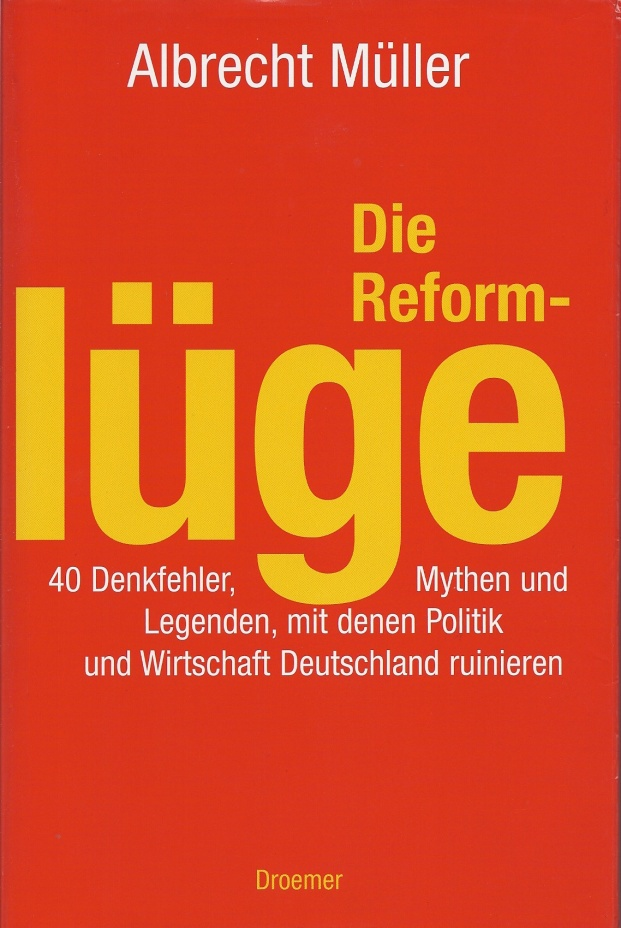 Albrecht Müller
Die
Reform-
lüge
40 Denkfehler, Mythen und
Legenden, mit denen Politik
und Wirtschaft Deutschland ruinieren
Droemer